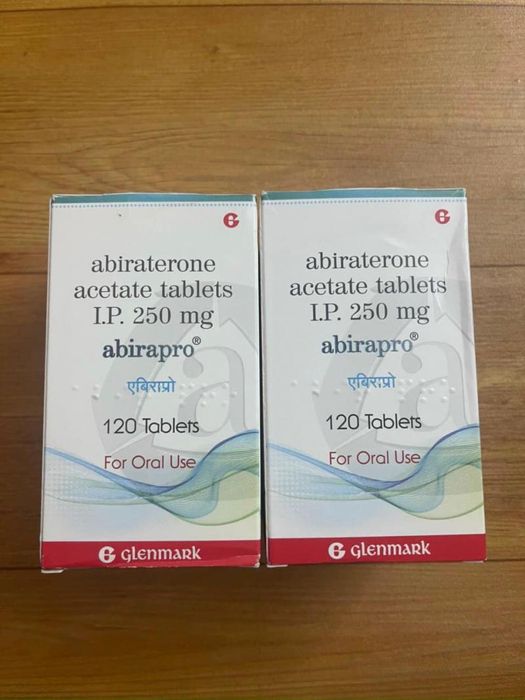 abiraterone
acetate tablets
I.P. 250 mg
abirapro®
एबिराप्रो
120 Tablets
For Oral Use
GLENMARK
abiraterone
acetate tablets
I.P. 250 mg
abirapro®
एबिराप्रो
120 Tablets
For Oral Use
GLENMARK